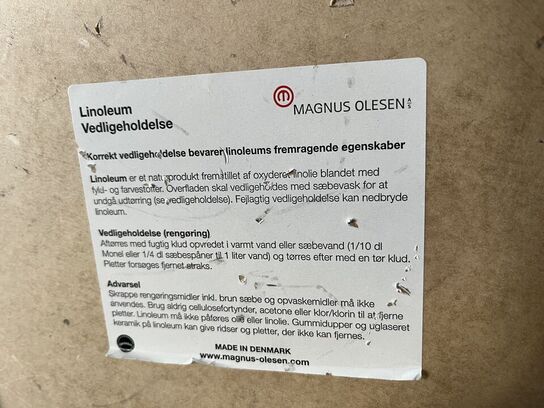 Linoleum
Vedligeholdelse
MAGNUS OLESEN A/S
Korrekt vedligeholdelse bevarer linoleums fremragende egenskaber
Linoleum er et naturprodukt fremstillet af oxyderet linolie blandet med
fyld- og farvestoffer. Overfladen skal vedligeholdes med sæbevask for at
undgå udtørring (se vedligeholdelse). Fejlagtig vedligeholdelse kan nedbryde
linoleum.
Vedligeholdelse (rengøring)
Aftørres med fugtig klud opvredet i varmt vand eller sæbevand (1/10 dl
Monel eller 1/4 dl sæbespåner til 1 liter vand) og tørres efter med en tør klud.
Pletter forsøges fjernet straks.
Advarsel
Skrappe rengøringsmidler inkl. brun sæbe og opvaskemidler må ikke
anvendes. Brug aldrig cellulosefortynder, acetone eller klor/klorin til at fjerne
pletter. Linoleum må ikke påføres olie eller linolie. Gummidupper og uglaseret
keramik på linoleum kan give ridser og pletter, der ikke kan fjernes.
MADE IN DENMARK
www.magnus-olesen.com